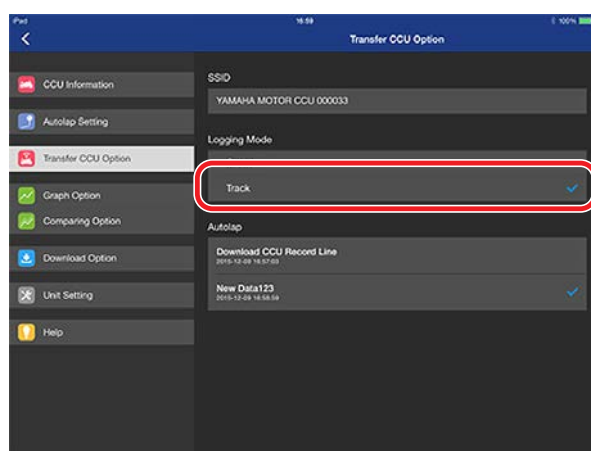 iPad 16:59 100%
Transfer CCU Option
CCU Information
Autolap Setting
Transfer CCU Option
Graph Option
Comparing Option
Download Option
Unit Setting
Help
SSID
YAMAHA MOTOR CCU 000033
Logging Mode
Track
Autolap
Download CCU Record Line
2015-12-09 16:57:03
New Data123
2015-12-09 16:58:59